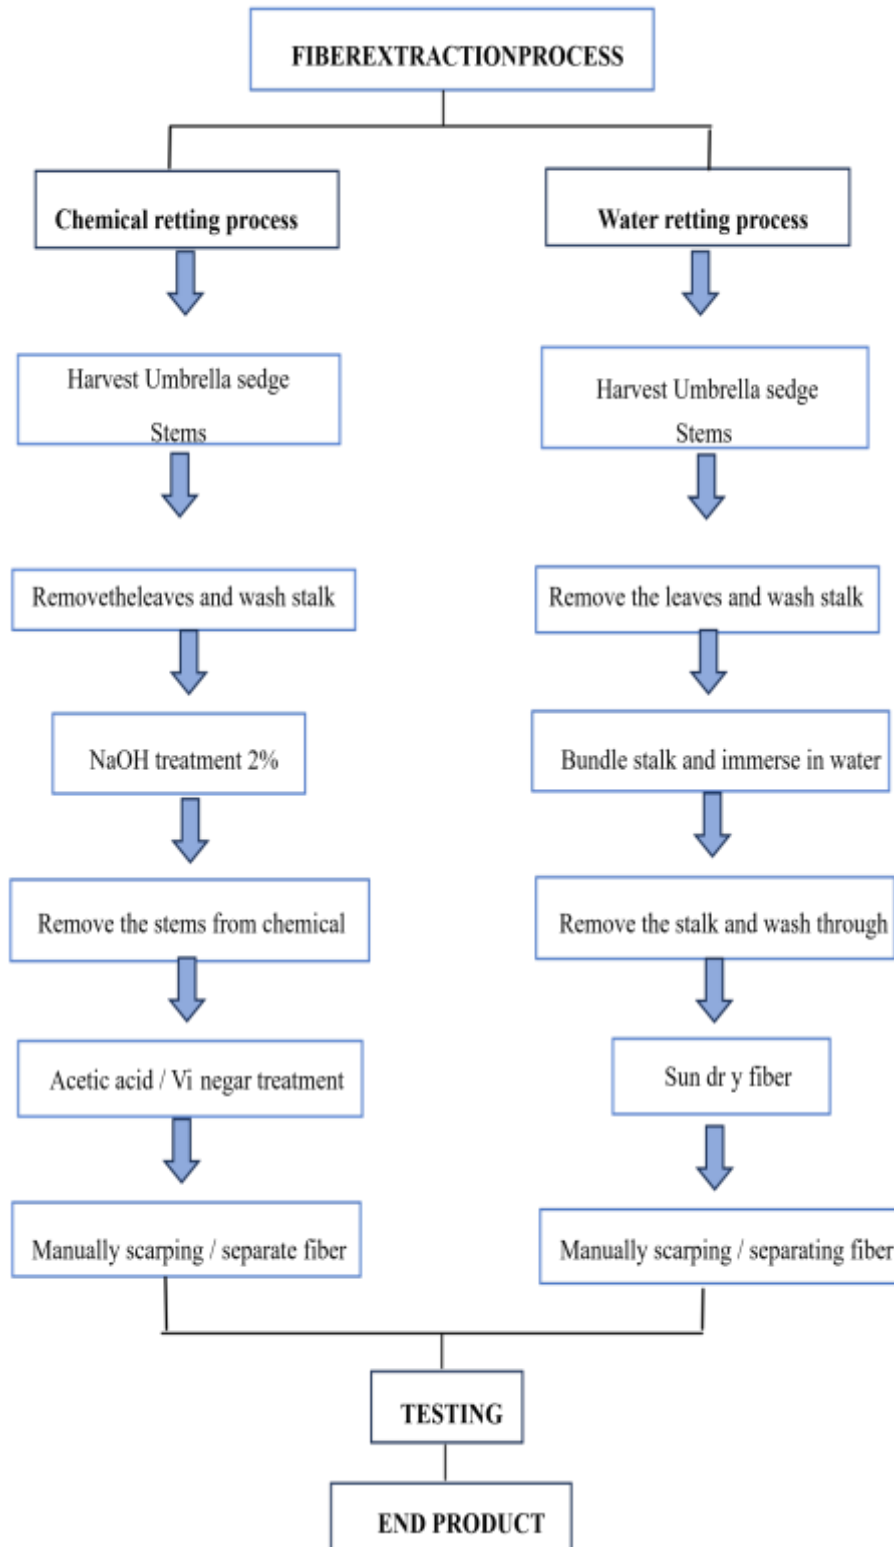 FIBEREXTRACTIONPROCESS
Chemical retting process
Harvest Umbrella sedge
Stems
Removetheleaves and wash stalk
NaOH treatment 2%
Remove the stems from chemical
Acetic acid / Vi negar treatment
Manually scarping / separate fiber
Water retting process
Harvest Umbrella sedge
Stems
Remove the leaves and wash stalk
Bundle stalk and immerse in water
Remove the stalk and wash through
Sun dr y fiber
Manually scarping / separating fiber
TESTING
END PRODUCT